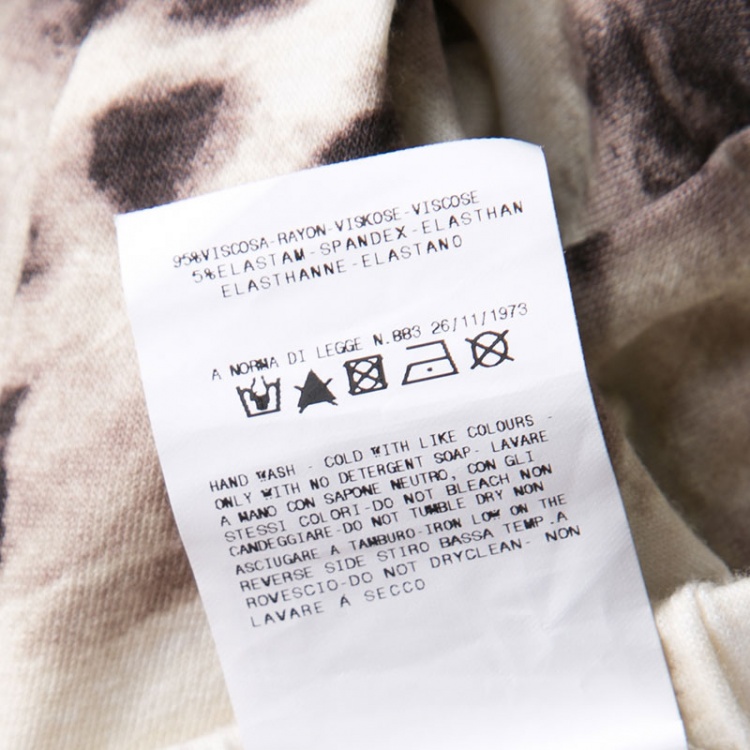 95%VISCOSA-RAYON-VISKOSE-VISCOSE
5%ELASTAM-SPANDEX-ELASTHAN
ELASTHANNE-ELASTANO
A NORMA DI LEGGE N.883 26/11/1973
HAND WASH - COLD WITH LIKE COLOURS -
ONLY WITH NO DETERGENT SOAP- LAVARE
A MANO CON SAPONE NEUTRO, CON GLI
STESSI COLORI-DO NOT BLEACH NON
CANDEGGIARE-DO NOT TUMBLE DRY NON
ASCIUGARE A TAMBURO-IRON LOW ON THE
REVERSE SIDE STIRO BASSA TEMP.A
ROVESCIO-DO NOT DRYCLEAN- NON
LAVARE A SECCO